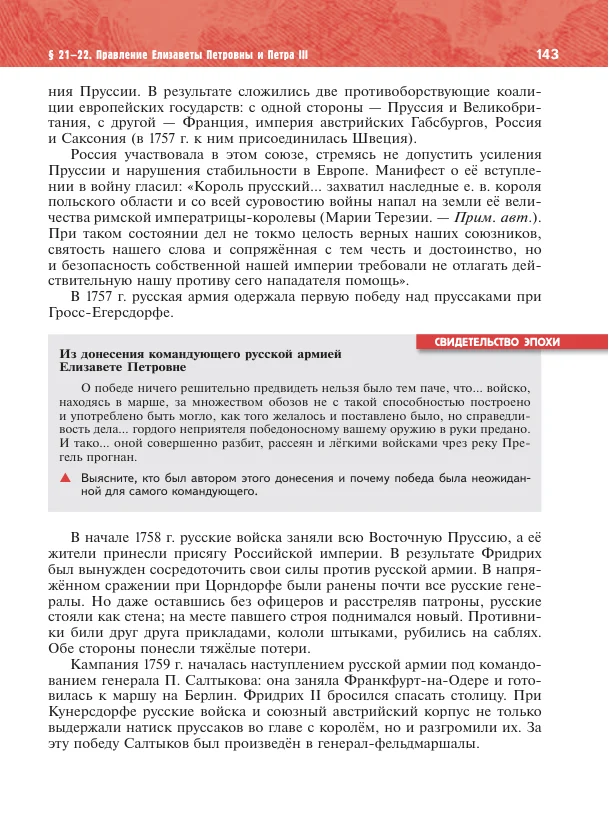 § 21–22. Правление Елизаветы Петровны и Петра III
143
ния Пруссии. В результате сложились две противоборствующие коали-
ции европейских государств: с одной стороны — Пруссия и Великобри-
тания, с другой — Франция, империя австрийских Габсбургов, Россия
и Саксония (в 1757 г. к ним присоединилась Швеция).
Россия участвовала в этом союзе, стремясь не допустить усиления
Пруссии и нарушения стабильности в Европе. Манифест о её вступле-
нии в войну гласил: «Король прусский... захватил наследные е. в. короля
польского области и со всей суровостию войны напал на земли её вели-
чества римской императрицы-королевы (Марии Терезии. — Прим. авт.).
При таком состоянии дел не токмо целость верных наших союзников,
святость нашего слова и сопряжённая с тем честь и достоинство, но
и безопасность собственной нашей империи требовали не отлагать дей-
ствительную нашу противу сего нападателя помощь».
В 1757 г. русская армия одержала первую победу над пруссаками при
Гросс-Егерсдорфе.
СВИДЕТЕЛЬСТВО ЭПОХИ
Из донесения командующего русской армией
Елизавете Петровне
О победе ничего решительно предвидеть нельзя было тем паче, что... войско,
находясь в марше, за множеством обозов не с такой способностью построено
и употреблено быть могло, как того желалось и поставлено было, но справедли-
вость дела... гордого неприятеля победоносному вашему оружию в руки предано.
И тако... оной совершенно разбит, рассеян и лёгкими войсками чрез реку Пре-
гель прогнан.
▲ Выясните, кто был автором этого донесения и почему победа была неожидан-
ной для самого командующего.
В начале 1758 г. русские войска заняли всю Восточную Пруссию, а её
жители принесли присягу Российской империи. В результате Фридрих
был вынужден сосредоточить свои силы против русской армии. В напря-
жённом сражении при Цорндорфе были ранены почти все русские гене-
ралы. Но даже оставшись без офицеров и расстреляв патроны, русские
стояли как стена; на месте павшего строя поднимался новый. Противни-
ки били друг друга прикладами, кололи штыками, рубились на саблях.
Обе стороны понесли тяжёлые потери.
Кампания 1759 г. началась наступлением русской армии под командо-
ванием генерала П. Салтыкова: она заняла Франкфурт-на-Одере и гото-
вилась к маршу на Берлин. Фридрих II бросился спасать столицу. При
Кунерсдорфе русские войска и союзный австрийский корпус не только
выдержали натиск пруссаков во главе с королём, но и разгромили их. За
эту победу Салтыков был произведён в генерал-фельдмаршалы.